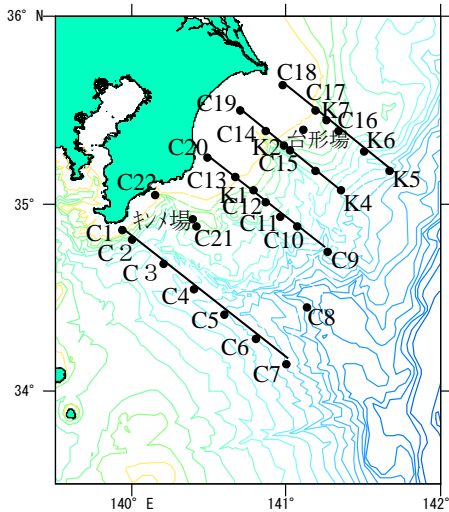 36° N
C18
C17
C19
K7
C16
C14
台形場
K2
K6
C20
C15
K5
C13
C22
K1
K4
C12
35°
キンメ場
C11
C1
C21
C10
C２
C9
C３
C4
C8
C5
C6
C7
34°
140° E
141°
142°